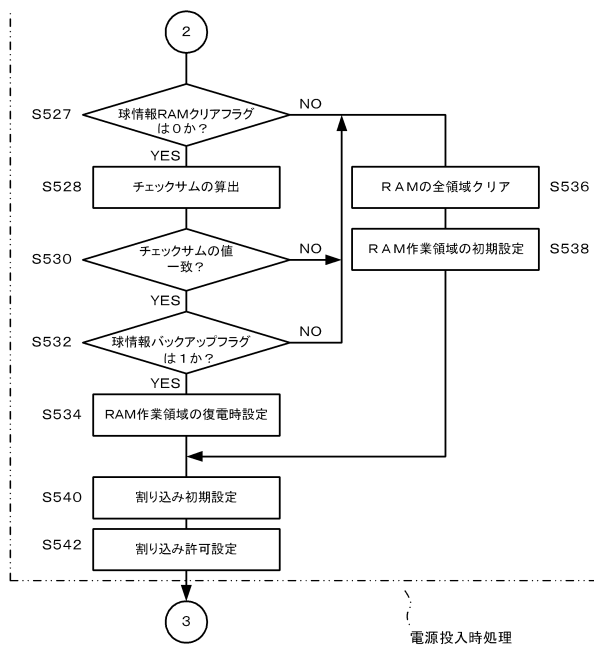 2
S527
球情報RAMクリアフラグ
は0か?
NO
YES
S528
チェックサムの算出
RAMの全領域クリア
S536
S530
チェックサムの値
一致?
NO
RAM作業領域の初期設定
S538
YES
S532
球情報バックアップフラグ
は1か?
NO
YES
S534
RAM作業領域の復電時設定
S540
割り込み初期設定
S542
割り込み許可設定
3
電源投入時処理